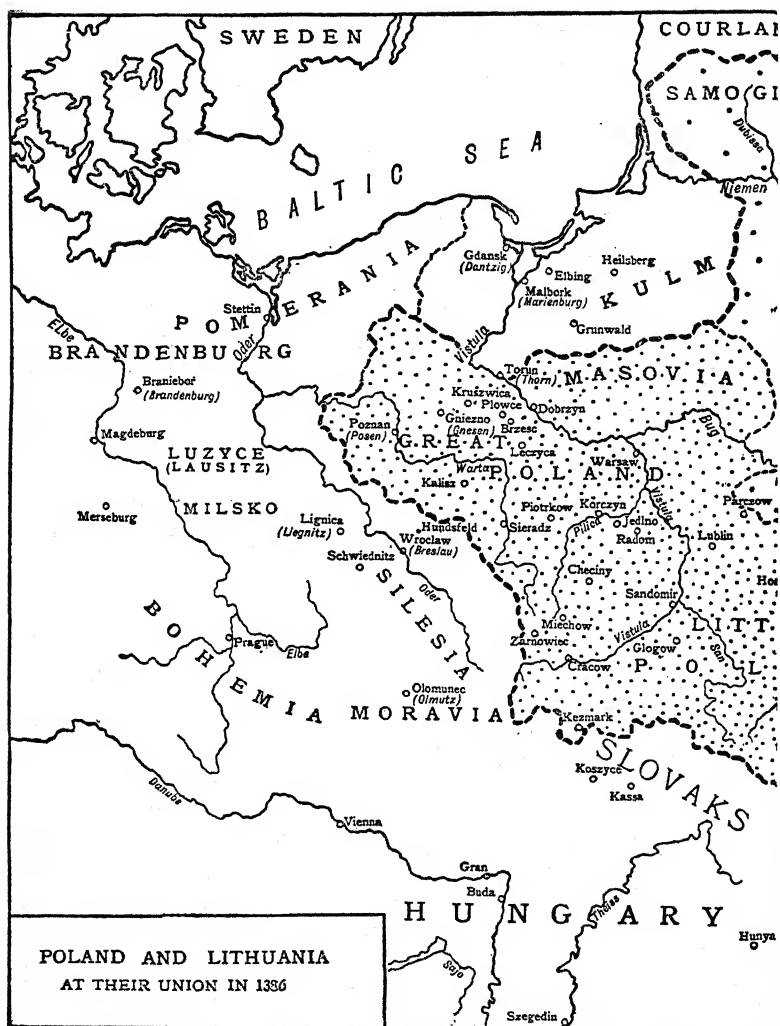 SWEDEN
COURLAN
SAMOGI
Dubissa
Niemen
BALTIC SEA
Gdansk
(Dantzig)
Elbing
Heilsberg
Malbork
(Marienburg)
KULM
Grunwald
Stettin
POMERANIA
Elbe
Oder
BRANDENBURG
Vistula
Braniebor
(Brandenburg)
Torun
(Thorn)
MASOVIA
Kruszwica
Plowce
Dobrzyn
Gniezno
(Gnesen)
Brzesc
Poznan
(Posen)
Bug
Magdeburg
GREAT
Leczyca
LUZYCE
(LAUSITZ)
Warsaw
Warta
POLAND
Kalisz
Vistula
Merseburg
MILSKO
Piotrkow
Korczyn
Parczow
Lignica
(Liegnitz)
Hundsfeld
Sieradz
Pilica
Jedlno
Radom
Lublin
Wroclaw
(Breslau)
Schwiednitz
Checiny
SILESIA
Oder
Sandomir
Miechow
LITT
Zarnowiec
Vistula
Glogow
San
Prague
Elbe
Cracow
POL
BOHEMIA
Olomunec
(Olmutz)
MORAVIA
Kezmark
SLOVAKS
Koszyce
Kassa
Danube
Vienna
Gran
Buda
Theiss
HUNGARY
Hunya
Sajo
Szegedin
POLAND AND LITHUANIA
AT THEIR UNION IN 1386